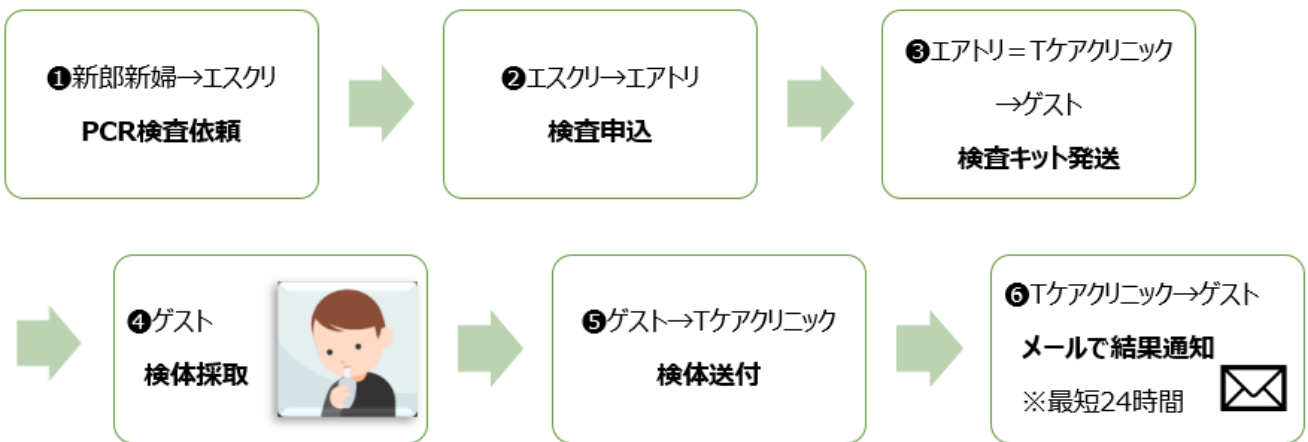 ❶新郎新婦→エスクリ
PCR検査依頼
❷エスクリ→エアトリ
検査申込
❸エアトリ＝Tケアクリニック
→ゲスト
検査キット発送
❹ゲスト
検体採取
❺ゲスト→Tケアクリニック
検体送付
❻Tケアクリニック→ゲスト
メールで結果通知
※最短24時間